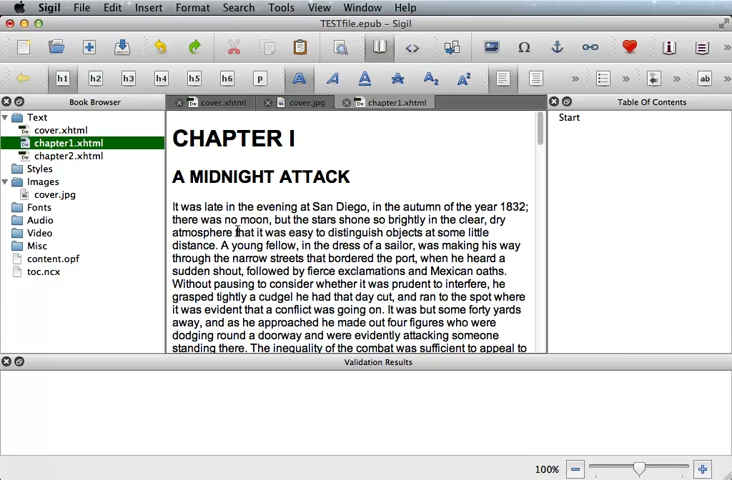 Sigil File Edit Insert Format Search Tools View Window Help
TESTfile.epub - Sigil
h1 h2 h3 h4 h5 h6 p A A A A A₂ A² » » » ab »
Book Browser
cover.xhtml cover.jpg chapter1.xhtml
Table Of Contents
Text
cover.xhtml
chapter1.xhtml
chapter2.xhtml
Styles
Images
cover.jpg
Fonts
Audio
Video
Misc
content.opf
toc.ncx
CHAPTER I
A MIDNIGHT ATTACK
It was late in the evening at San Diego, in the autumn of the year 1832;
there was no moon, but the stars shone so brightly in the clear, dry
atmosphere that it was easy to distinguish objects at some little
distance. A young fellow, in the dress of a sailor, was making his way
through the narrow streets that bordered the port, when he heard a
sudden shout, followed by fierce exclamations and Mexican oaths.
Without pausing to consider whether it was prudent to interfere, he
grasped tightly a cudgel he had that day cut, and ran to the spot where
it was evident that a conflict was going on. It was but some forty yards
away, and as he approached he made out four figures who were
dodging round a doorway and were evidently attacking someone
standing there. The inequality of the combat was sufficient to appeal to
Start
Validation Results
100%